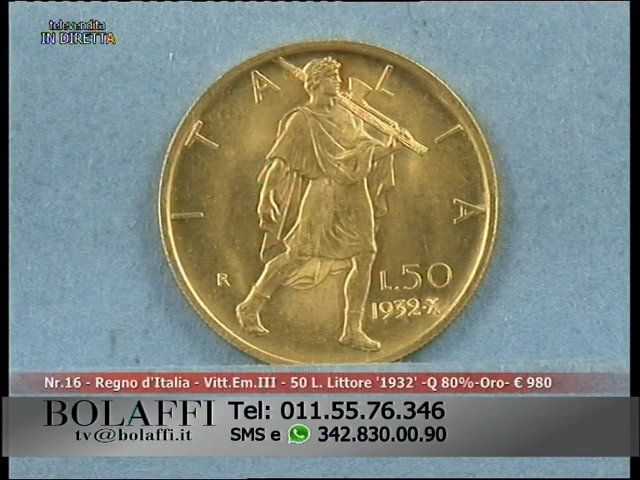 televendita
IN DIRETTA
ITALIA
R
L.50
1932-X
Nr.16 - Regno d'Italia - Vitt.Em.III - 50 L. Littore '1932' -Q 80%-Oro- € 980
BOLAFFI
tv@bolaffi.it
Tel: 011.55.76.346
SMS e 342.830.00.90